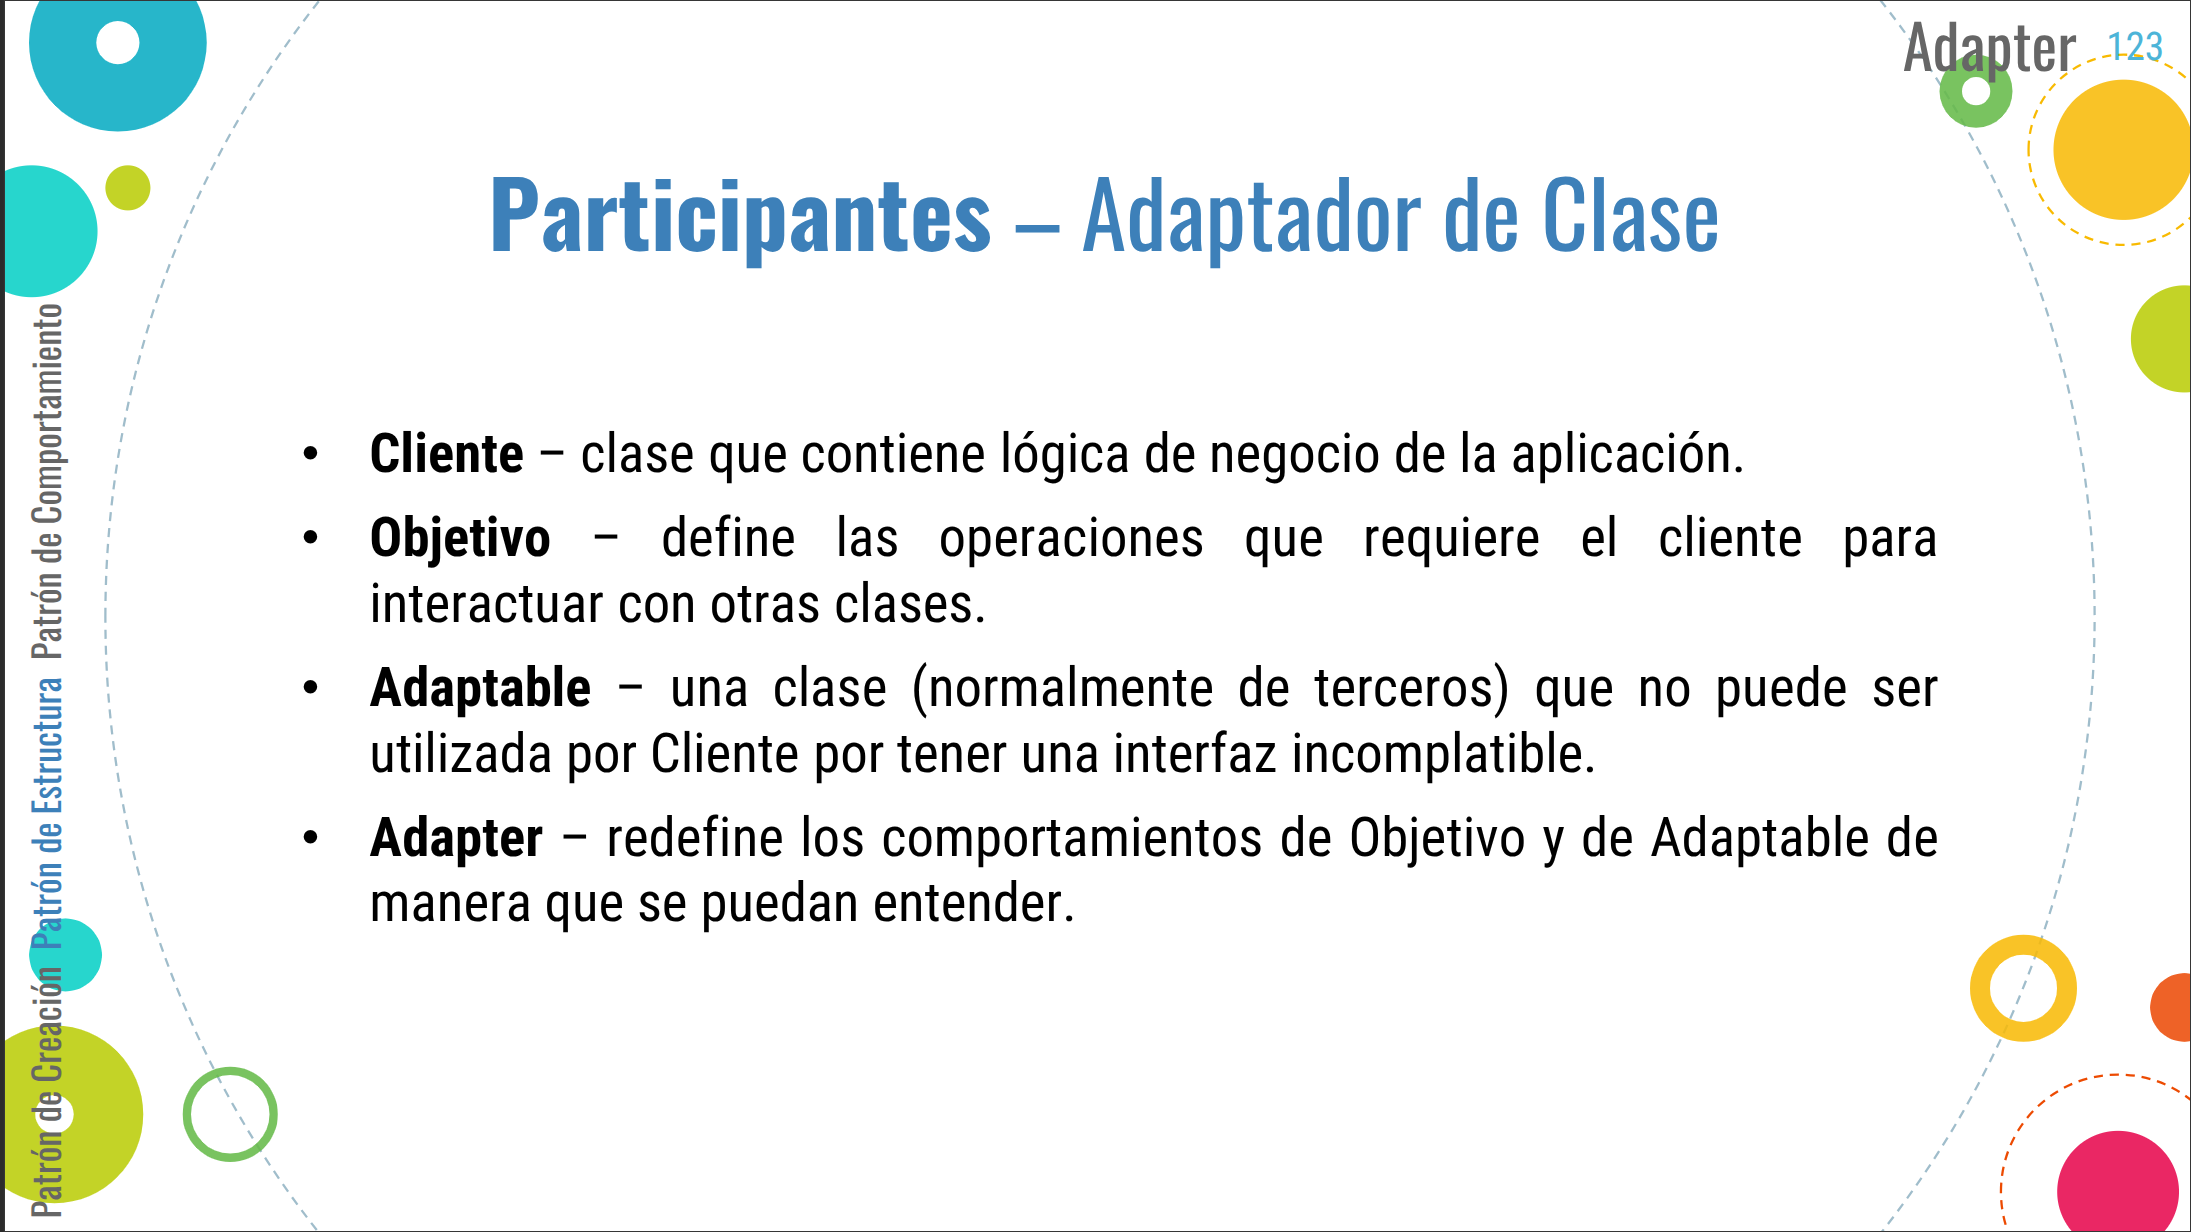 Adapter 123
Participantes – Adaptador de Clase
• Cliente – clase que contiene lógica de negocio de la aplicación.
• Objetivo – define las operaciones que requiere el cliente para
interactuar con otras clases.
• Adaptable – una clase (normalmente de terceros) que no puede ser
utilizada por Cliente por tener una interfaz incomplatible.
• Adapter – redefine los comportamientos de Objetivo y de Adaptable de
manera que se puedan entender.
Patrón de Creación Patrón de Estructura Patrón de Comportamiento